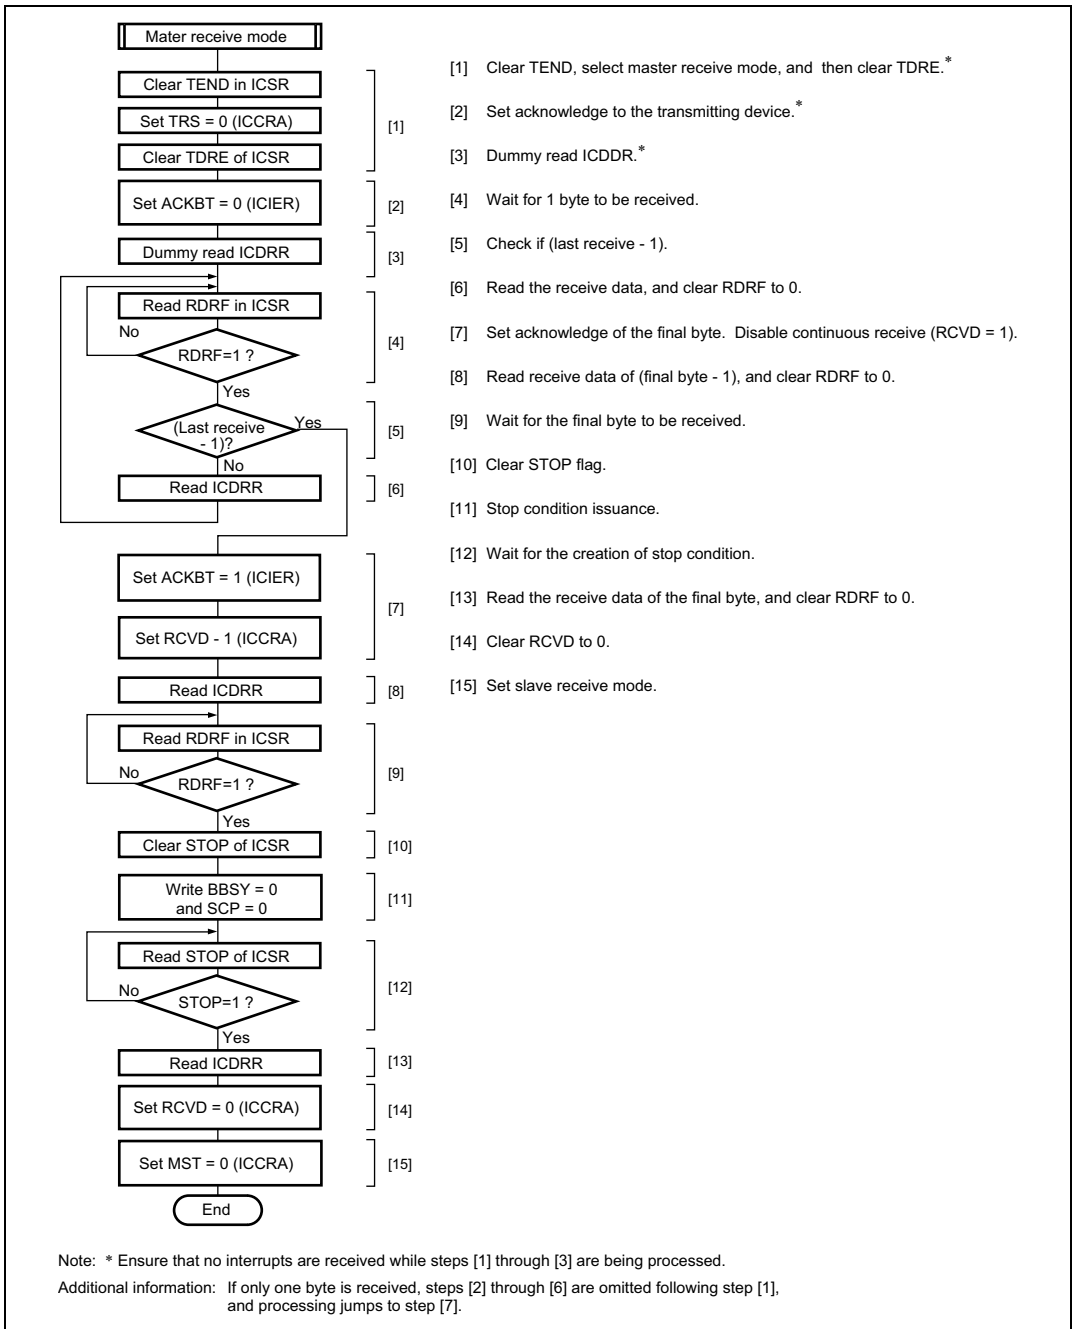 Mater receive mode
Clear TEND in ICSR
Set TRS = 0 (ICCRA)
Clear TDRE of ICSR
[1]
Set ACKBT = 0 (ICIER)
[2]
Dummy read ICDRR
[3]
Read RDRF in ICSR
No
RDRF=1 ?
[4]
Yes
(Last receive
- 1)?
Yes
[5]
No
Read ICDRR
[6]
Set ACKBT = 1 (ICIER)
[7]
Set RCVD - 1 (ICCRA)
Read ICDRR
[8]
Read RDRF in ICSR
No
RDRF=1 ?
[9]
Yes
Clear STOP of ICSR
[10]
Write BBSY = 0
and SCP = 0
[11]
Read STOP of ICSR
No
STOP=1 ?
[12]
Yes
Read ICDRR
[13]
Set RCVD = 0 (ICCRA)
[14]
Set MST = 0 (ICCRA)
[15]
End
[1] Clear TEND, select master receive mode, and then clear TDRE.*
[2] Set acknowledge to the transmitting device.*
[3] Dummy read ICDDR.*
[4] Wait for 1 byte to be received.
[5] Check if (last receive - 1).
[6] Read the receive data, and clear RDRF to 0.
[7] Set acknowledge of the final byte. Disable continuous receive (RCVD = 1).
[8] Read receive data of (final byte - 1), and clear RDRF to 0.
[9] Wait for the final byte to be received.
[10] Clear STOP flag.
[11] Stop condition issuance.
[12] Wait for the creation of stop condition.
[13] Read the receive data of the final byte, and clear RDRF to 0.
[14] Clear RCVD to 0.
[15] Set slave receive mode.
Note: * Ensure that no interrupts are received while steps [1] through [3] are being processed.
Additional information: If only one byte is received, steps [2] through [6] are omitted following step [1],
and processing jumps to step [7].